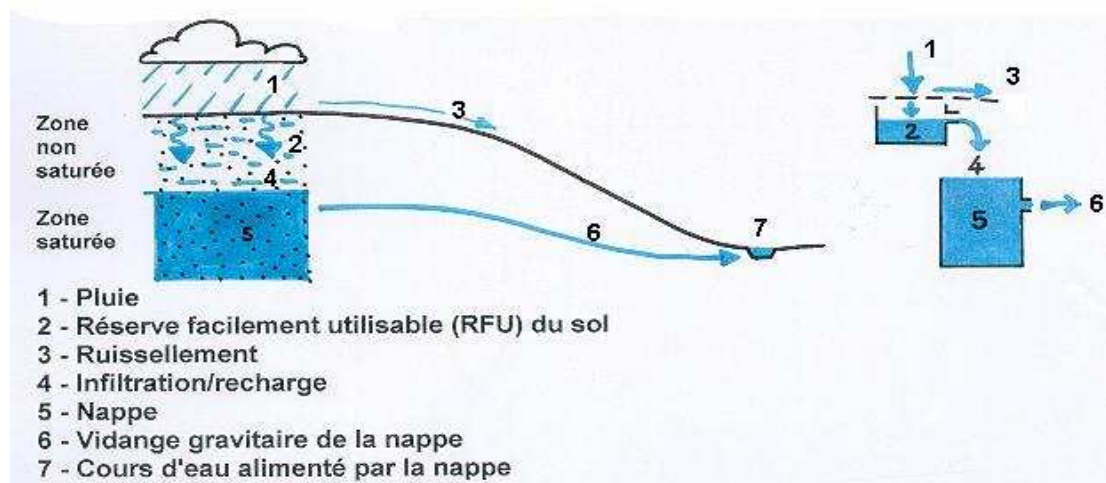 1
Zone
non
saturée
2
3
4
Zone
saturée
5
6
7
1
3
2
4
5
6
1 - Pluie
2 - Réserve facilement utilisable (RFU) du sol
3 - Ruissellement
4 - Infiltration/recharge
5 - Nappe
6 - Vidange gravitaire de la nappe
7 - Cours d'eau alimenté par la nappe